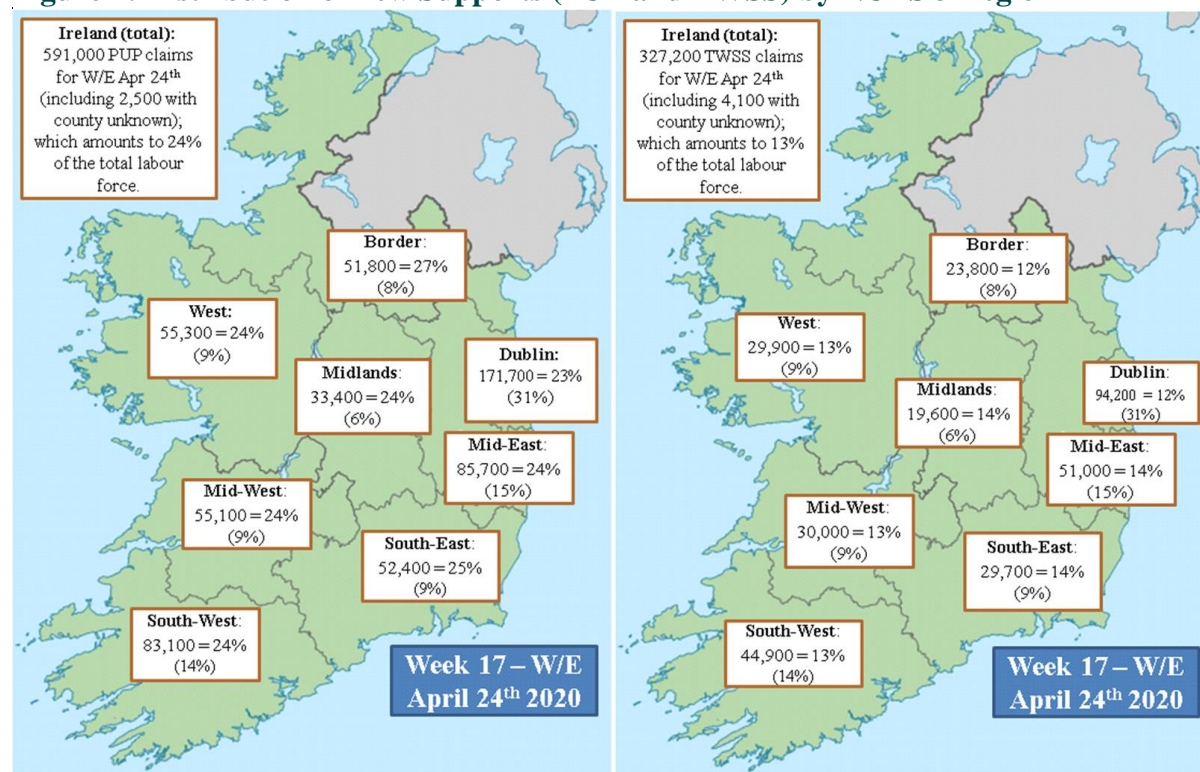 Ireland (total):
591,000 PUP claims
for W/E Apr 24th
(including 2,500 with
county unknown);
which amounts to 24%
of the total labour
force.
Border:
51,800 = 27%
(8%)
West:
55,300 = 24%
(9%)
Midlands:
33,400 = 24%
(6%)
Dublin:
171,700 = 23%
(31%)
Mid-East:
85,700 = 24%
(15%)
Mid-West:
55,100 = 24%
(9%)
South-East:
52,400 = 25%
(9%)
South-West:
83,100 = 24%
(14%)
Week 17 – W/E
April 24th 2020
Ireland (total):
327,200 TWSS claims
for W/E Apr 24th
(including 4,100 with
county unknown);
which amounts to 13%
of the total labour
force.
Border:
23,800 = 12%
(8%)
West:
29,900 = 13%
(9%)
Midlands:
19,600 = 14%
(6%)
Dublin:
94,200 = 12%
(31%)
Mid-East:
51,000 = 14%
(15%)
Mid-West:
30,000 = 13%
(9%)
South-East:
29,700 = 14%
(9%)
South-West:
44,900 = 13%
(14%)
Week 17 – W/E
April 24th 2020